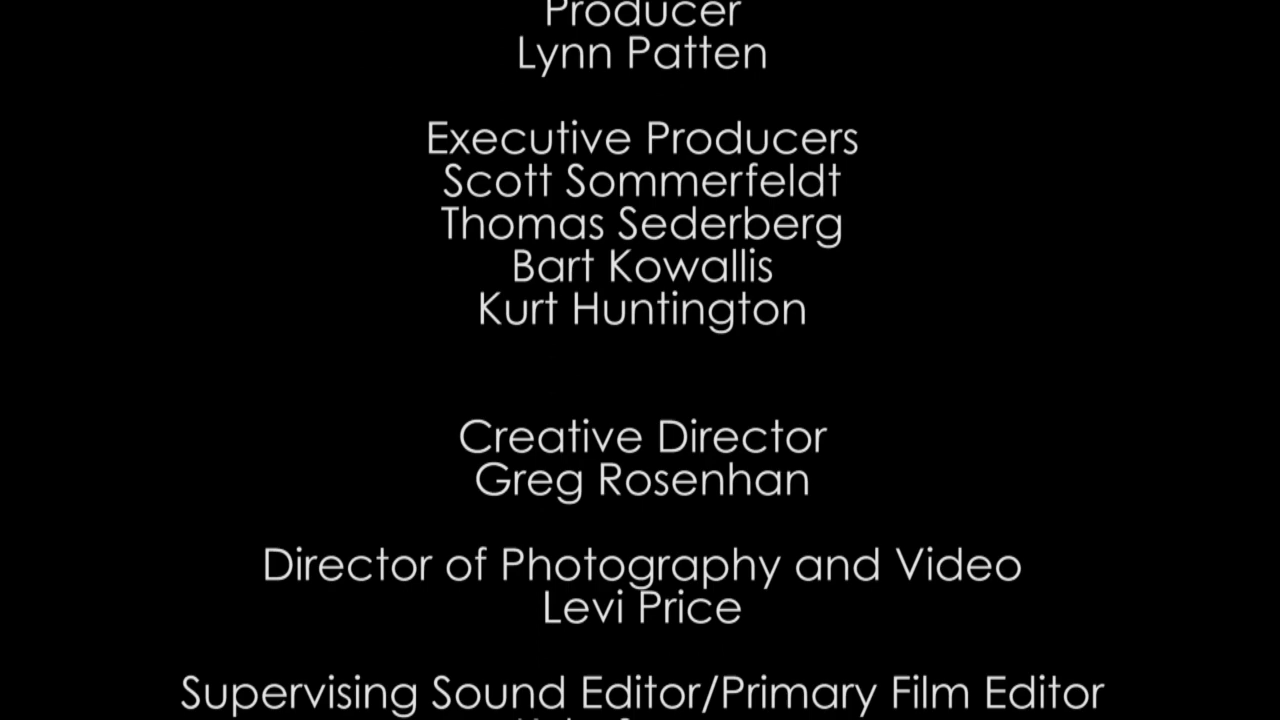 Producer
Lynn Patten
Executive Producers
Scott Sommerfeldt
Thomas Sederberg
Bart Kowallis
Kurt Huntington
Creative Director
Greg Rosenhan
Director of Photography and Video
Levi Price
Supervising Sound Editor/Primary Film Editor